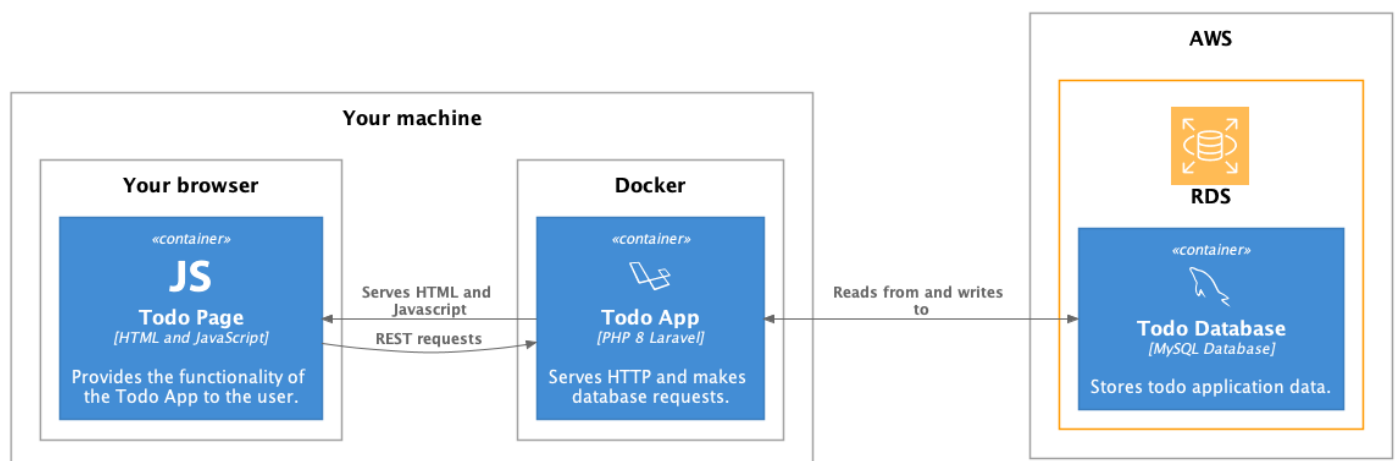 AWS
Your machine
Your browser
«container»
JS
Todo Page
[HTML and JavaScript]
Provides the functionality of
the Todo App to the user.
Serves HTML and
Javascript
REST requests
Docker
«container»
Todo App
[PHP 8 Laravel]
Serves HTTP and makes
database requests.
Reads from and writes
to
RDS
«container»
Todo Database
[MySQL Database]
Stores todo application data.